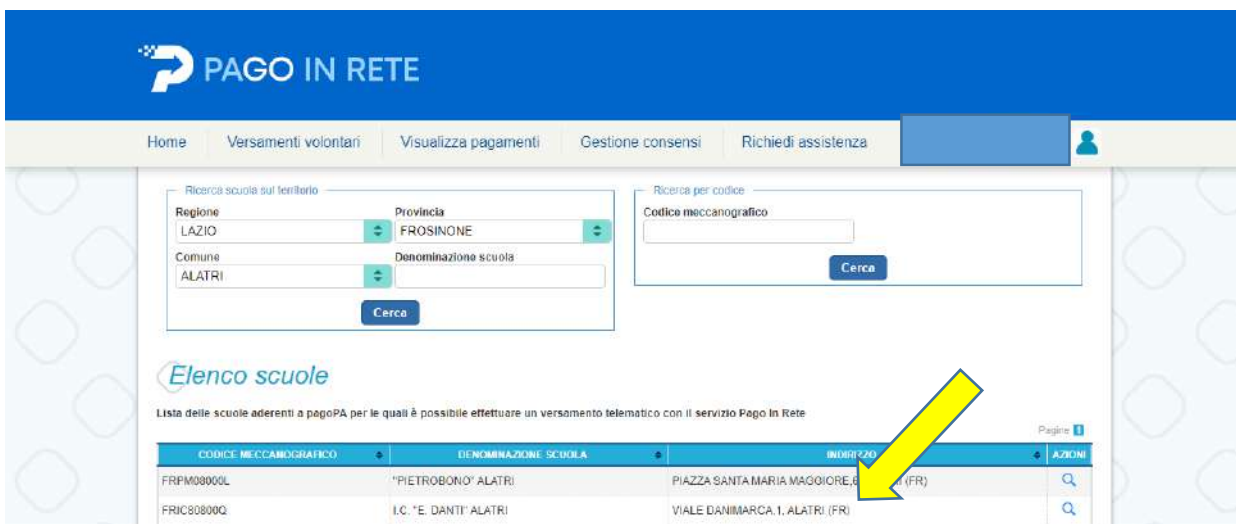 PAGO IN RETE
Home Versamenti volontari Visualizza pagamenti Gestione consensi Richiedi assistenza
Ricerca scuola sul territorio
Regione Provincia
LAZIO FROSINONE
Comune Denominazione scuola
ALATRI
Cerca
Ricerca per codice
Codice meccanografico
Cerca
Elenco scuole
Lista delle scuole aderenti a pagoPA per le quali è possibile effettuare un versamento telematico con il servizio Pago In Rete
Pagine 1
CODICE MECCANOGRAFICO DENOMINAZIONE SCUOLA INDIRIZZO AZIONI
FRPM08000L "PIETROBONO" ALATRI PIAZZA SANTA MARIA MAGGIORE, (FR)
FRIC80800Q I.C. "E. DANTI" ALATRI VIALE DANIMARCA,1, ALATRI (FR)